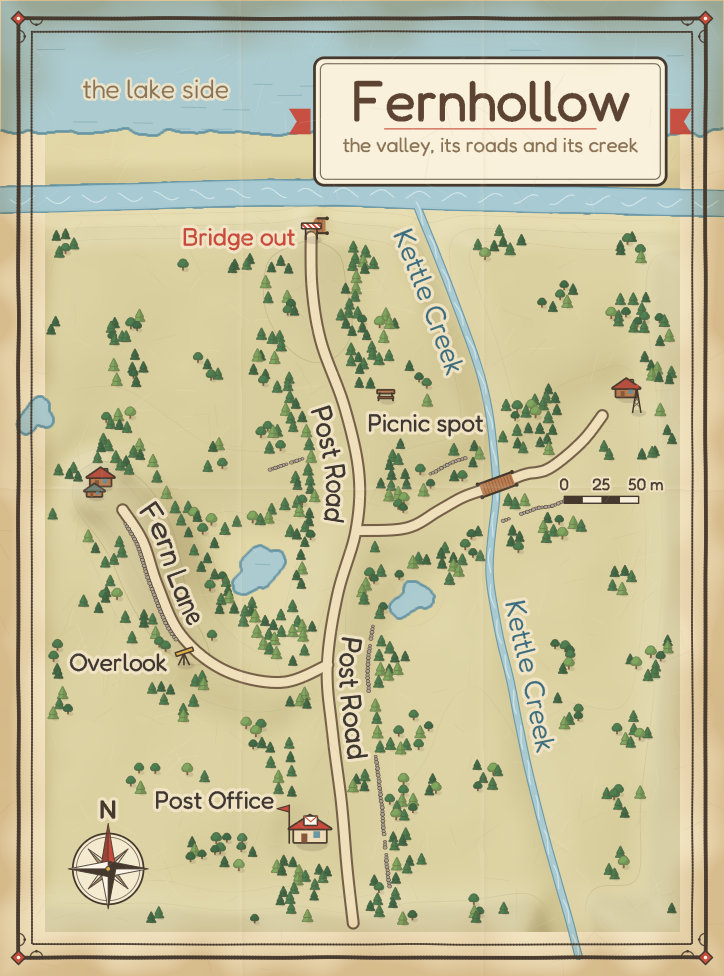 the lake side
Fernhollow
the valley, its roads and its creek
Bridge out
Kettle Creek
Picnic spot
Post Road
0 25 50 m
Fern Lane
Kettle Creek
Overlook
Post Road
Post Office
N